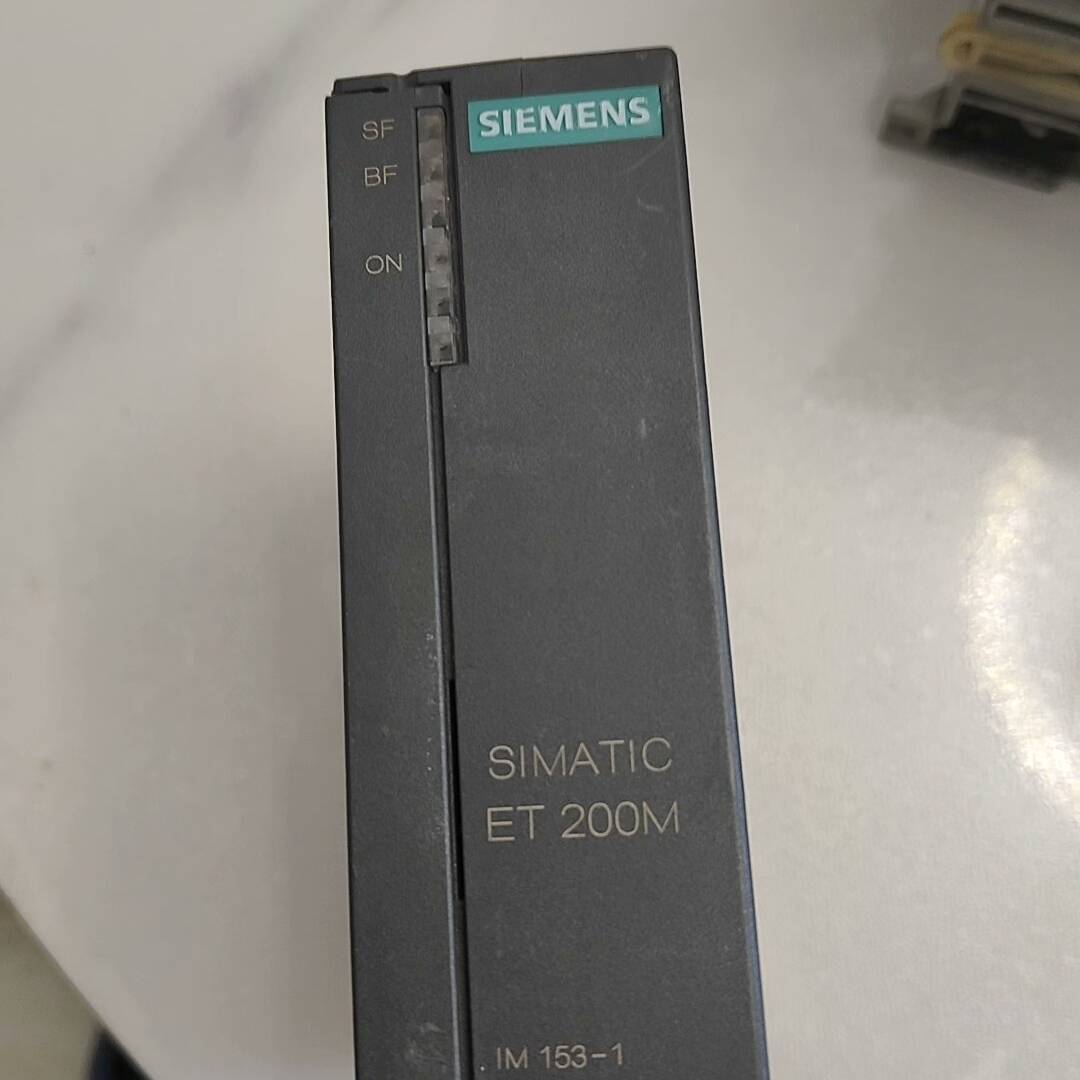 SIEMENS
SF
BF
ON
SIMATIC
ET 200M
IM 153-1